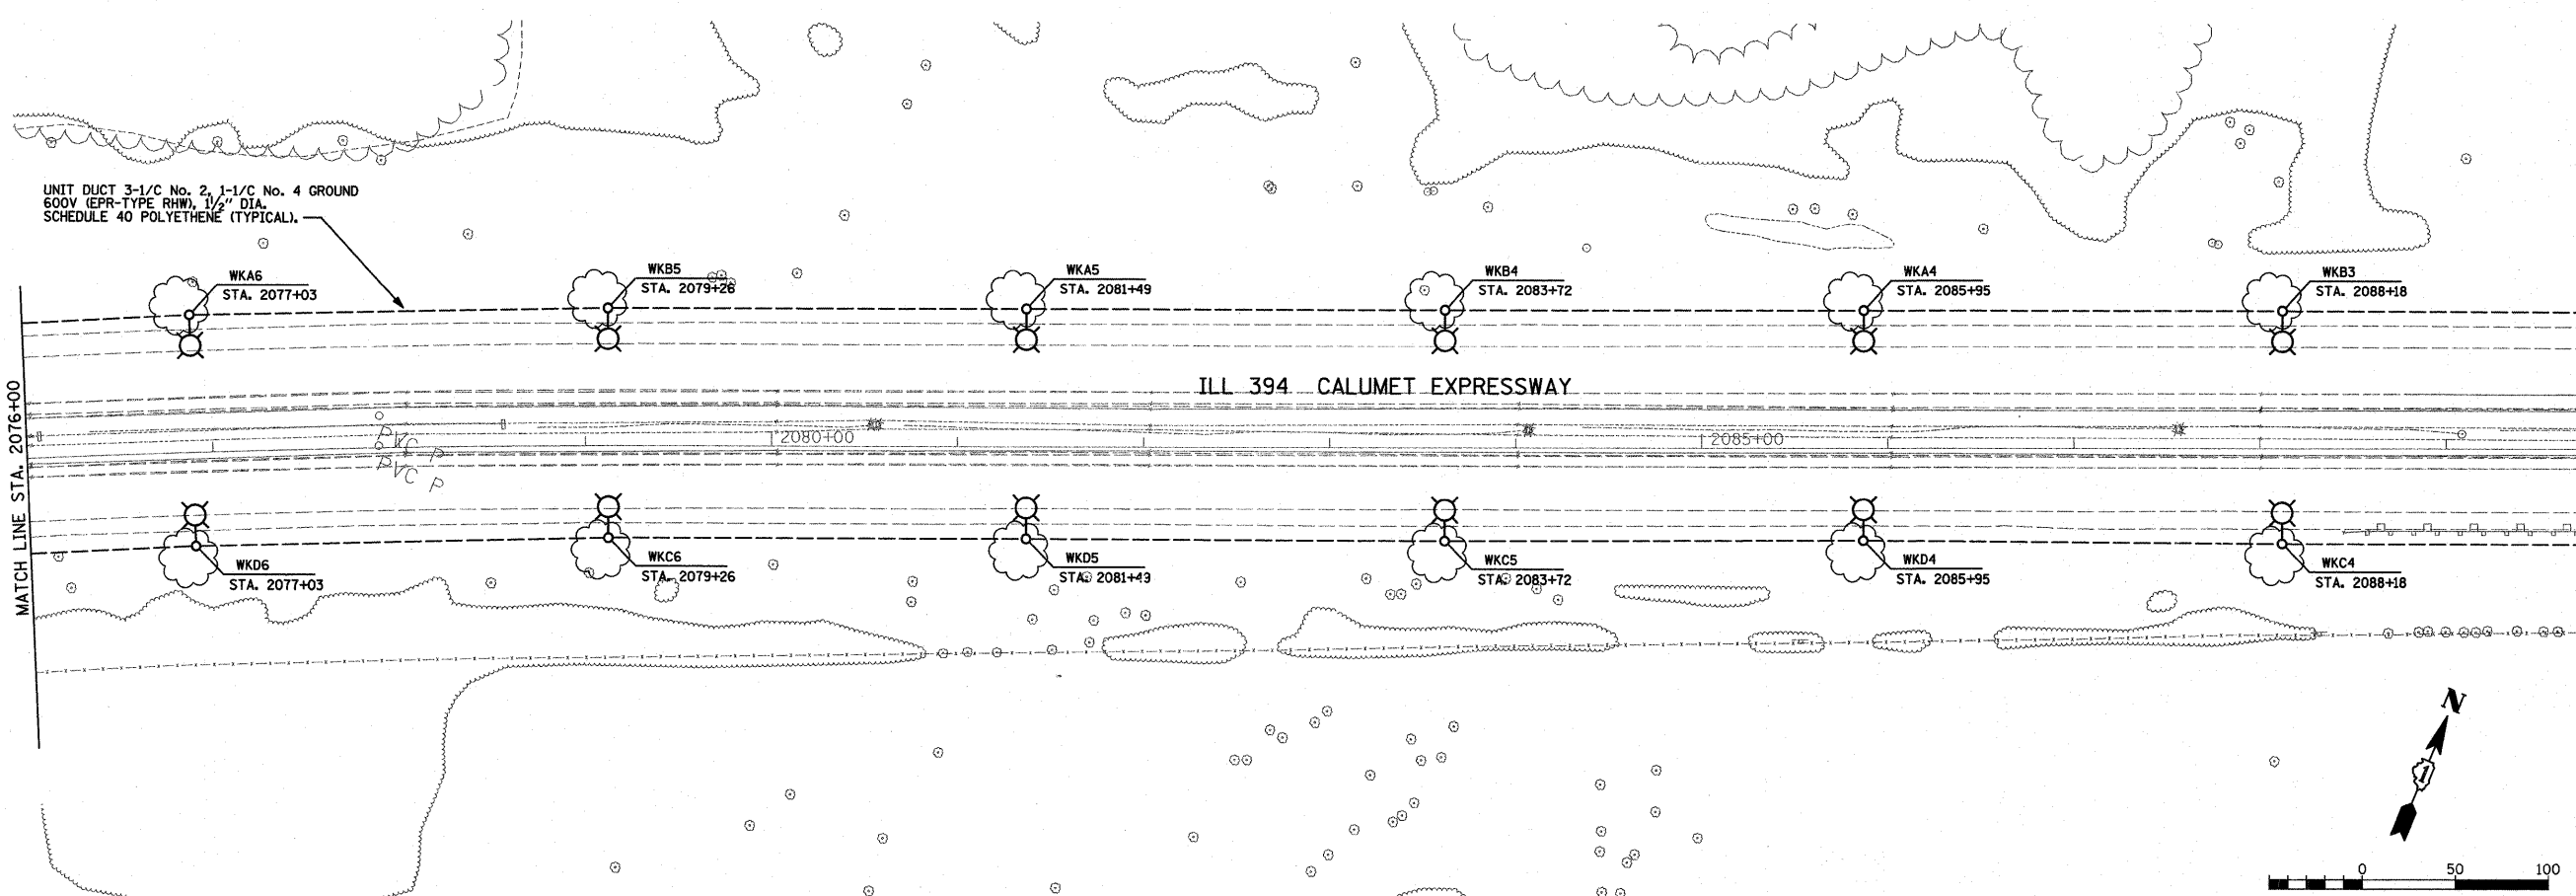 UNIT DUCT 3-1/C No. 2, 1-1/C No. 4 GROUND
600V (EPR-TYPE RHW), 1 1/2" DIA.
SCHEDULE 40 POLYETHENE (TYPICAL).
WKA6
STA. 2077+03
WKB5
STA. 2079+26
WKA5
STA. 2081+49
WKB4
STA. 2083+72
WKA4
STA. 2085+95
WKB3
STA. 2088+18
MATCH LINE STA. 2076+00
ILL 394 CALUMET EXPRESSWAY
PVC P
PVC P
2080+00
2085+00
WKD6
STA. 2077+03
WKC6
STA. 2079+26
WKD5
STA. 2081+49
WKC5
STA. 2083+72
WKD4
STA. 2085+95
WKC4
STA. 2088+18
N
1
0 50 100